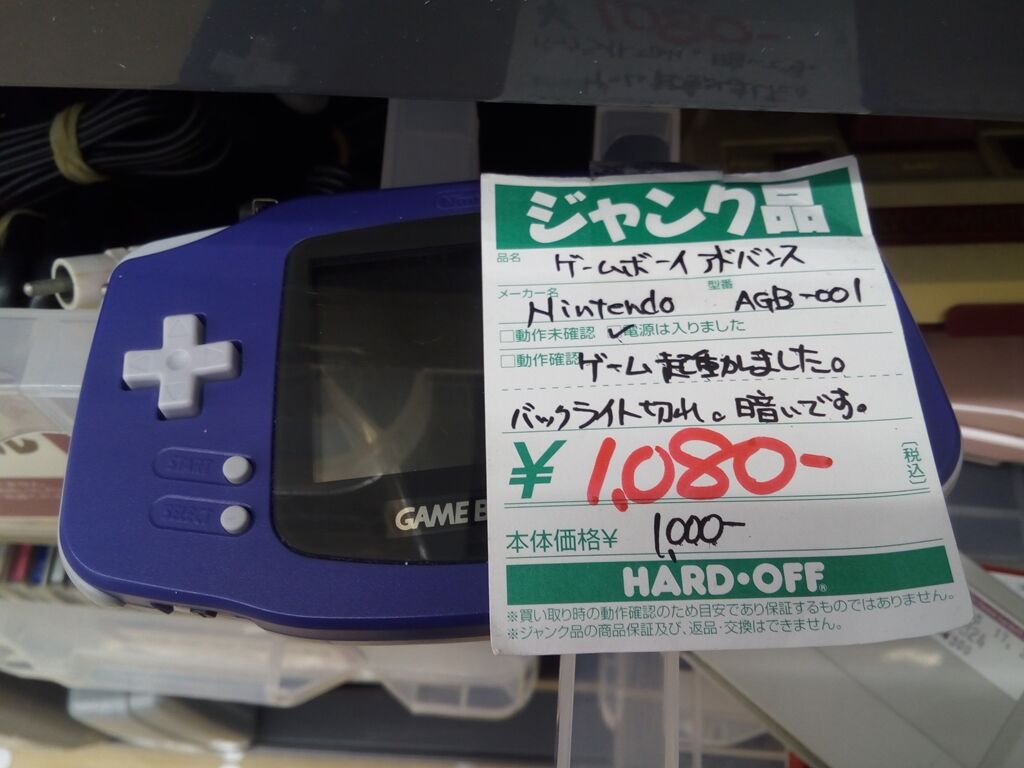 ジャンク品
品名 ゲームボーイ アドバンス
メーカー名 Nintendo 型番 AGB-001
□動作未確認 ✓電源は入りました
□動作確認 ゲーム起動かしました。
バックライト切れ。暗いです。
¥1,080- (税込)
本体価格¥ 1,000-
HARD・OFF
※買い取り時の動作確認のため目安であり保証するものではありません。
※ジャンク品の商品保証及び、返品・交換はできません。
START
SELECT
GAME B